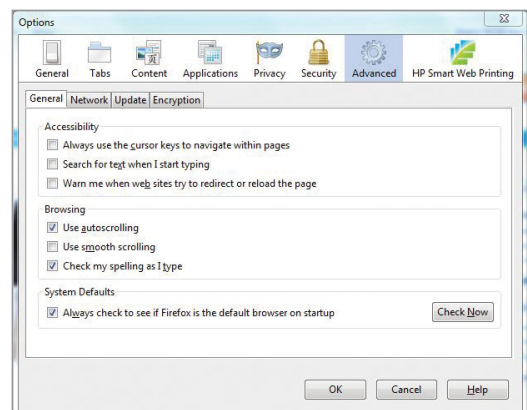 Options
General Tabs Content Applications Privacy Security Advanced HP Smart Web Printing
General Network Update Encryption
Accessibility
Always use the cursor keys to navigate within pages
Search for text when I start typing
Warn me when web sites try to redirect or reload the page
Browsing
Use autoscrolling
Use smooth scrolling
Check my spelling as I type
System Defaults
Always check to see if Firefox is the default browser on startup Check Now
OK Cancel Help